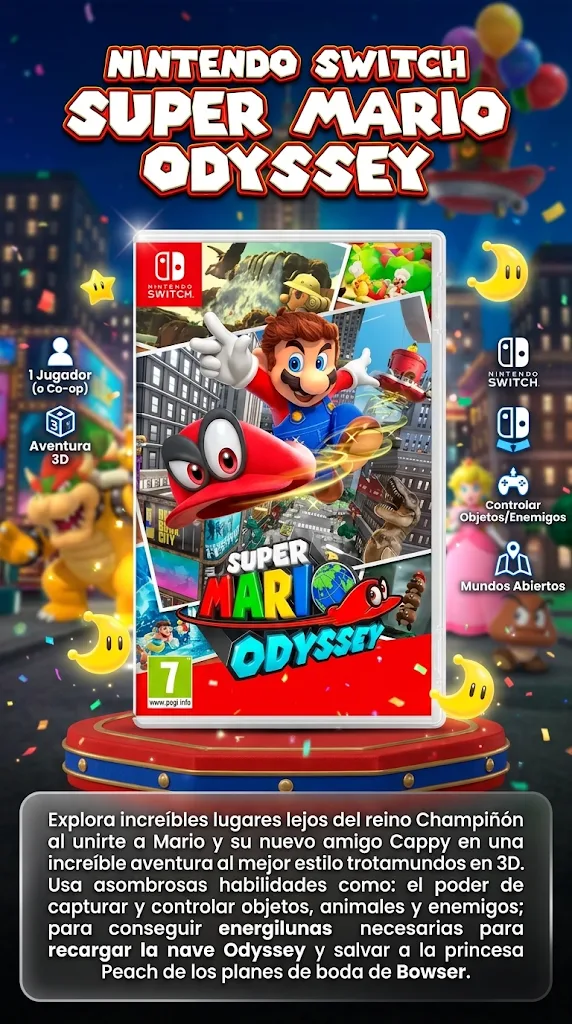 NINTENDO SWITCH
SUPER MARIO
ODYSSEY
NINTENDO
SWITCH.
1 Jugador
(o Co-op)
3
Aventura
3D
NINTENDO
SWITCH.
Controlar
Objetos/Enemigos
Mundos Abiertos
SUPER
MARIO
ODYSSEY
7
www.pogi.info
Explora increíbles lugares lejos del reino Champiñón
al unirte a Mario y su nuevo amigo Cappy en una
increíble aventura al mejor estilo trotamundos en 3D.
Usa asombrosas habilidades como: el poder de
capturar y controlar objetos, animales y enemigos;
para conseguir energilunas necesarias para
recargar la nave Odyssey y salvar a la princesa
Peach de los planes de boda de Bowser.